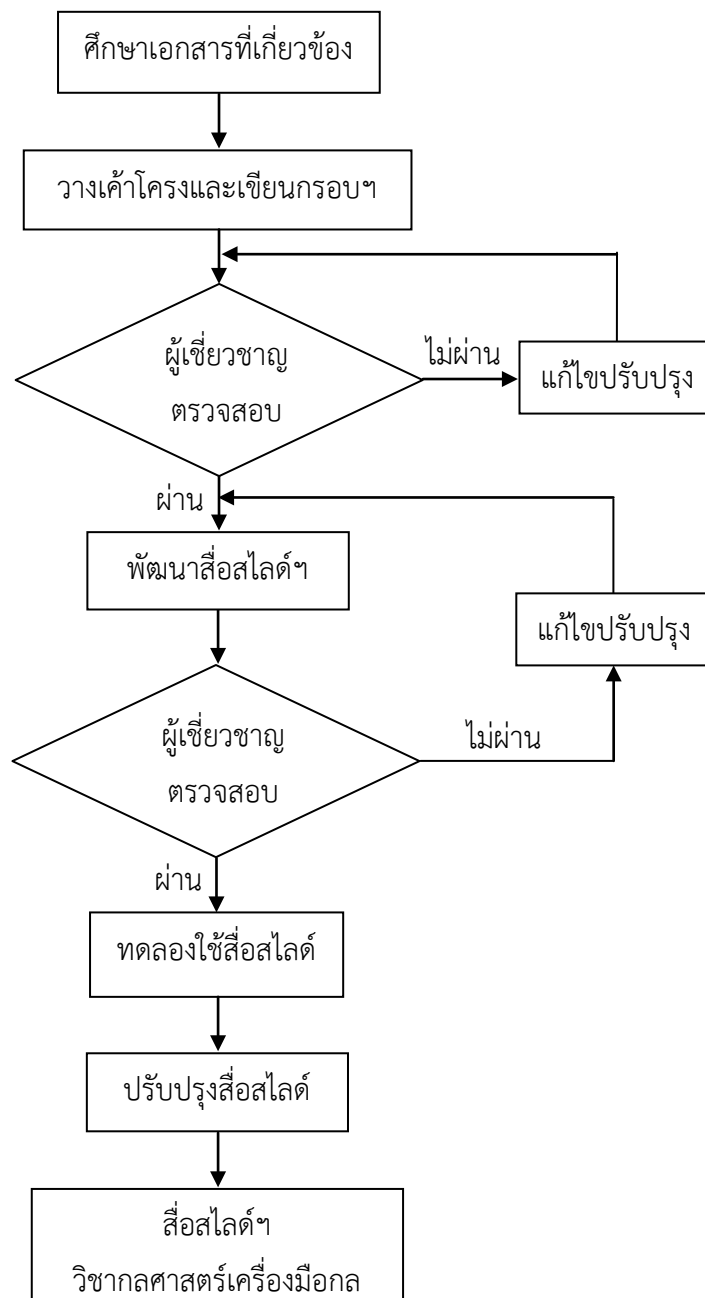 ศึกษาเอกสารที่เกี่ยวข้อง
วางเค้าโครงและเขียนกรอบฯ
ผู้เชี่ยวชาญ
ตรวจสอบ
ไม่ผ่าน
แก้ไขปรับปรุง
ผ่าน
พัฒนาสื่อสไลด์ฯ
แก้ไขปรับปรุง
ผู้เชี่ยวชาญ
ตรวจสอบ
ไม่ผ่าน
ผ่าน
ทดลองใช้สื่อสไลด์
ปรับปรุงสื่อสไลด์
สื่อสไลด์ฯ
วิชากลศาสตร์เครื่องมือกล